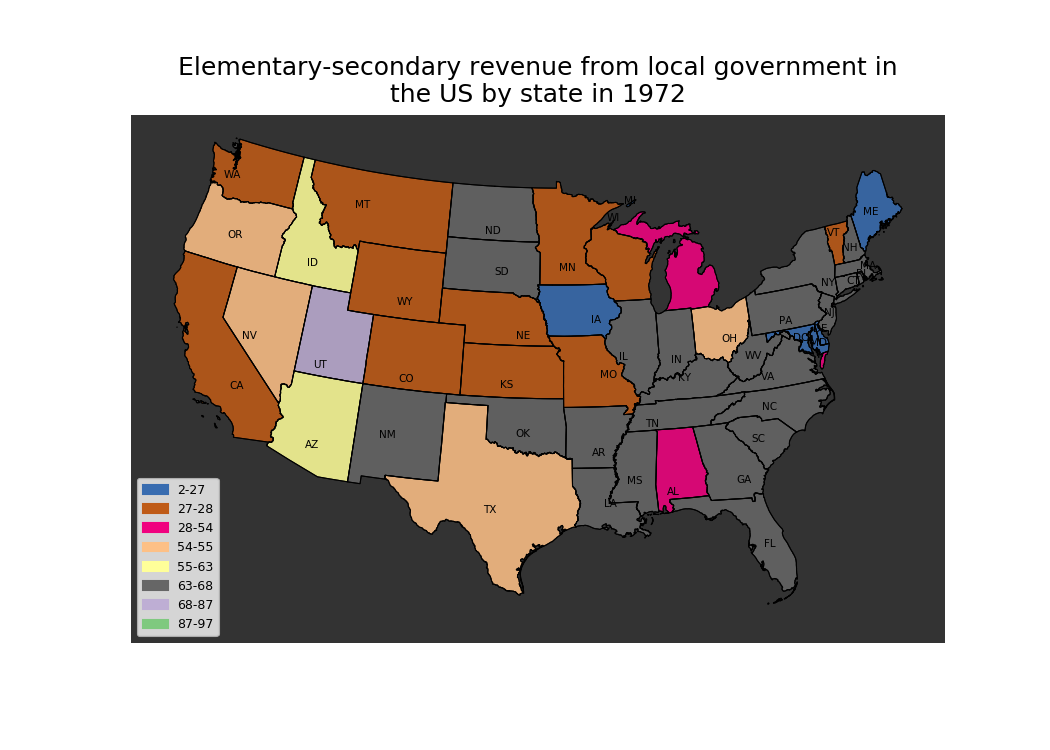 Elementary-secondary revenue from local government in
the US by state in 1972
WA
MT
ND
MI
ME
OR
ID
SD
MN
WI
VT
NH
MA
NY
CT
RI
WY
NE
IA
PA
NJ
NV
UT
CO
KS
MO
IL
IN
OH
WV
DC
DE
MD
CA
KY
VA
AZ
NM
OK
AR
TN
NC
SC
TX
LA
MS
AL
GA
FL
2-27
27-28
28-54
54-55
55-63
63-68
68-87
87-97